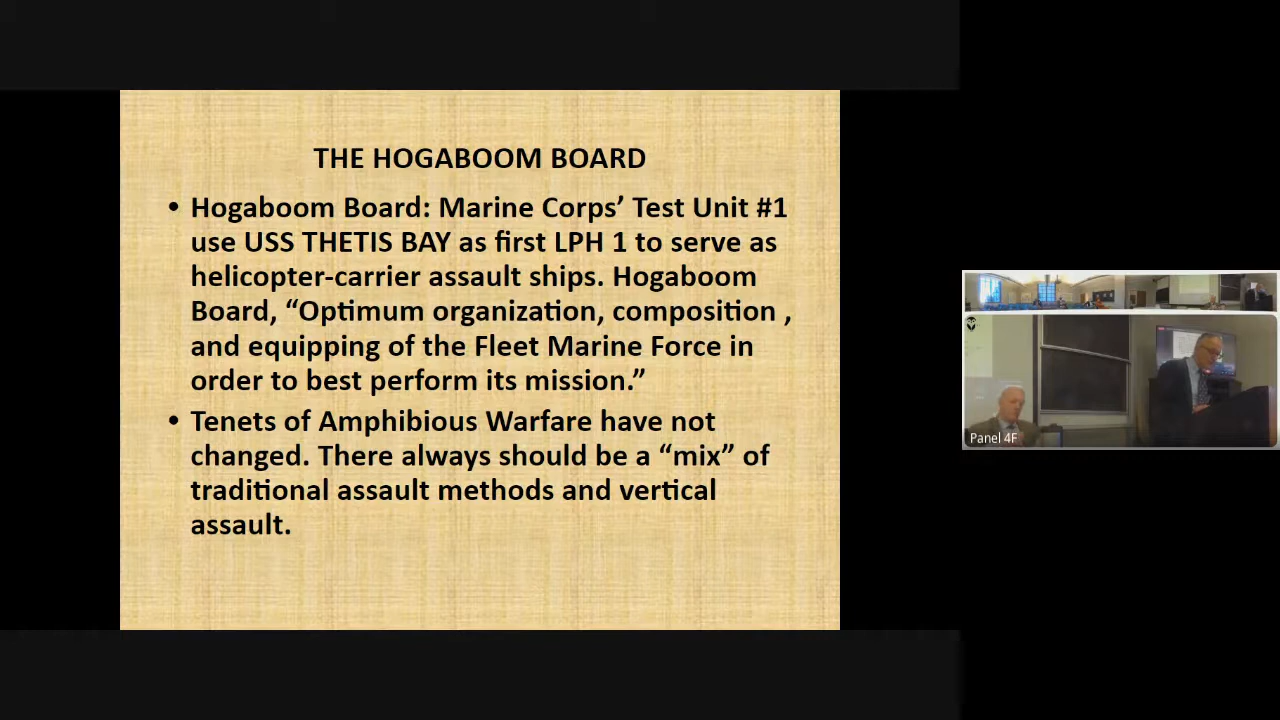 THE HOGABOOM BOARD
• Hogaboom Board: Marine Corps’ Test Unit #1
use USS THETIS BAY as first LPH 1 to serve as
helicopter-carrier assault ships. Hogaboom
Board, “Optimum organization, composition ,
and equipping of the Fleet Marine Force in
order to best perform its mission.”
• Tenets of Amphibious Warfare have not
changed. There always should be a “mix” of
traditional assault methods and vertical
assault.
Panel 4F